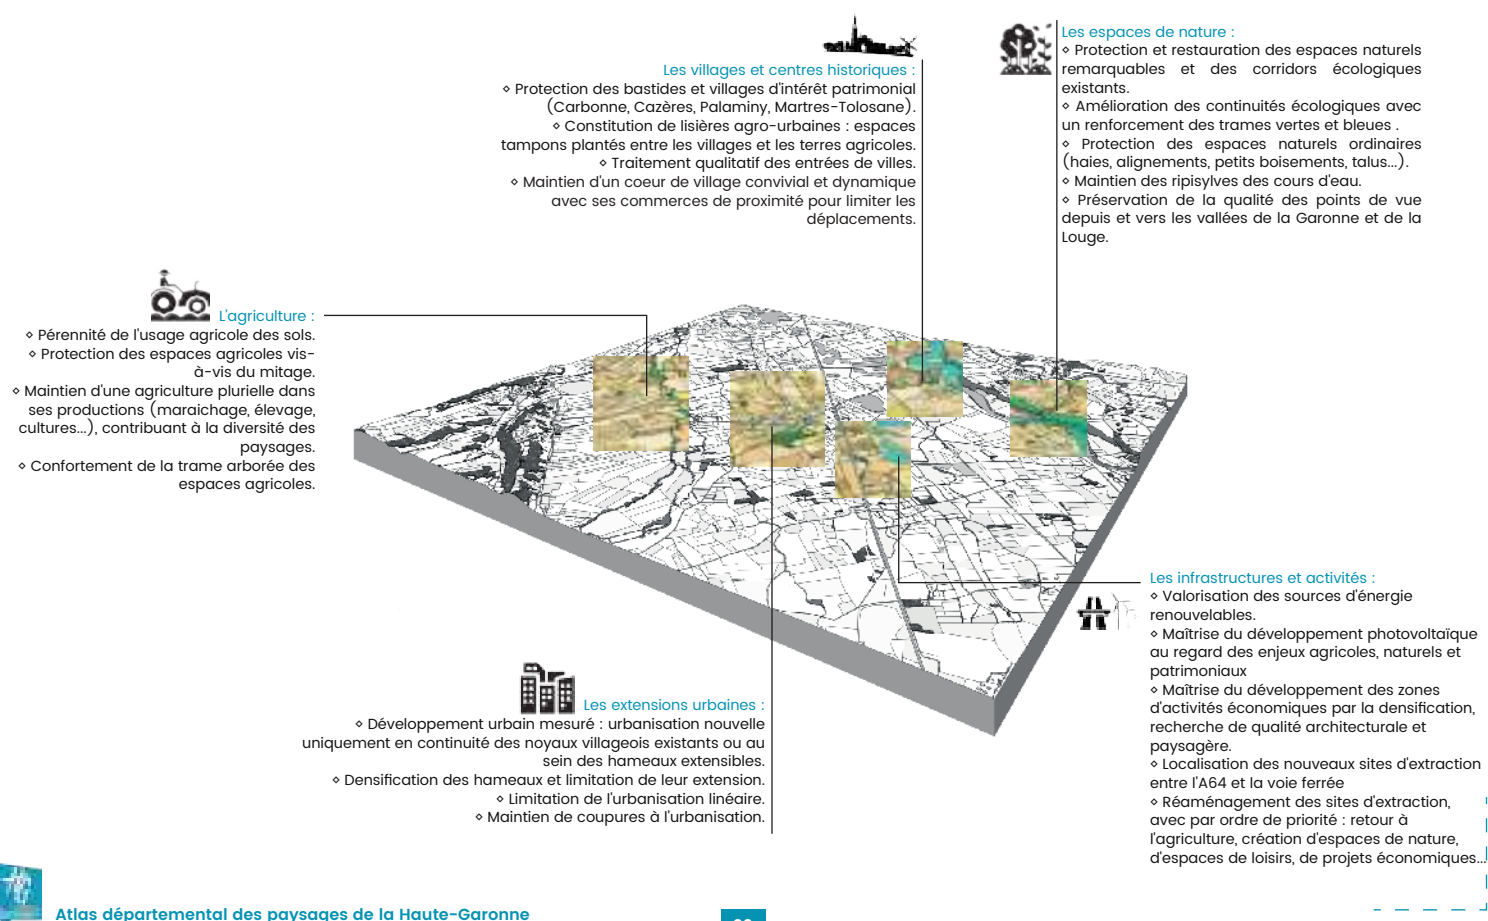 Les villages et centres historiques :
⋄ Protection des bastides et villages d'intérêt patrimonial
(Carbonne, Cazères, Palaminy, Martres-Tolosane).
⋄ Constitution de lisières agro-urbaines : espaces
tampons plantés entre les villages et les terres agricoles.
⋄ Traitement qualitatif des entrées de villes.
⋄ Maintien d'un coeur de village convivial et dynamique
avec ses commerces de proximité pour limiter les
déplacements.
Les espaces de nature :
⋄ Protection et restauration des espaces naturels
remarquables et des corridors écologiques
existants.
⋄ Amélioration des continuités écologiques avec
un renforcement des trames vertes et bleues .
⋄ Protection des espaces naturels ordinaires
(haies, alignements, petits boisements, talus...).
⋄ Maintien des ripisylves des cours d'eau.
⋄ Préservation de la qualité des points de vue
depuis et vers les vallées de la Garonne et de la
Louge.
L'agriculture :
⋄ Pérennité de l'usage agricole des sols.
⋄ Protection des espaces agricoles vis-
à-vis du mitage.
⋄ Maintien d'une agriculture plurielle dans
ses productions (maraichage, élevage,
cultures...), contribuant à la diversité des
paysages.
⋄ Confortement de la trame arborée des
espaces agricoles.
Les infrastructures et activités :
⋄ Valorisation des sources d'énergie
renouvelables.
⋄ Maîtrise du développement photovoltaïque
au regard des enjeux agricoles, naturels et
patrimoniaux
⋄ Maîtrise du développement des zones
d'activités économiques par la densification,
recherche de qualité architecturale et
paysagère.
⋄ Localisation des nouveaux sites d'extraction
entre l'A64 et la voie ferrée
⋄ Réaménagement des sites d'extraction,
avec par ordre de priorité : retour à
l'agriculture, création d'espaces de nature,
d'espaces de loisirs, de projets économiques...
Les extensions urbaines :
⋄ Développement urbain mesuré : urbanisation nouvelle
uniquement en continuité des noyaux villageois existants ou au
sein des hameaux extensibles.
⋄ Densification des hameaux et limitation de leur extension.
⋄ Limitation de l'urbanisation linéaire.
⋄ Maintien de coupures à l'urbanisation.
Atlas départemental des paysages de la Haute-Garonne